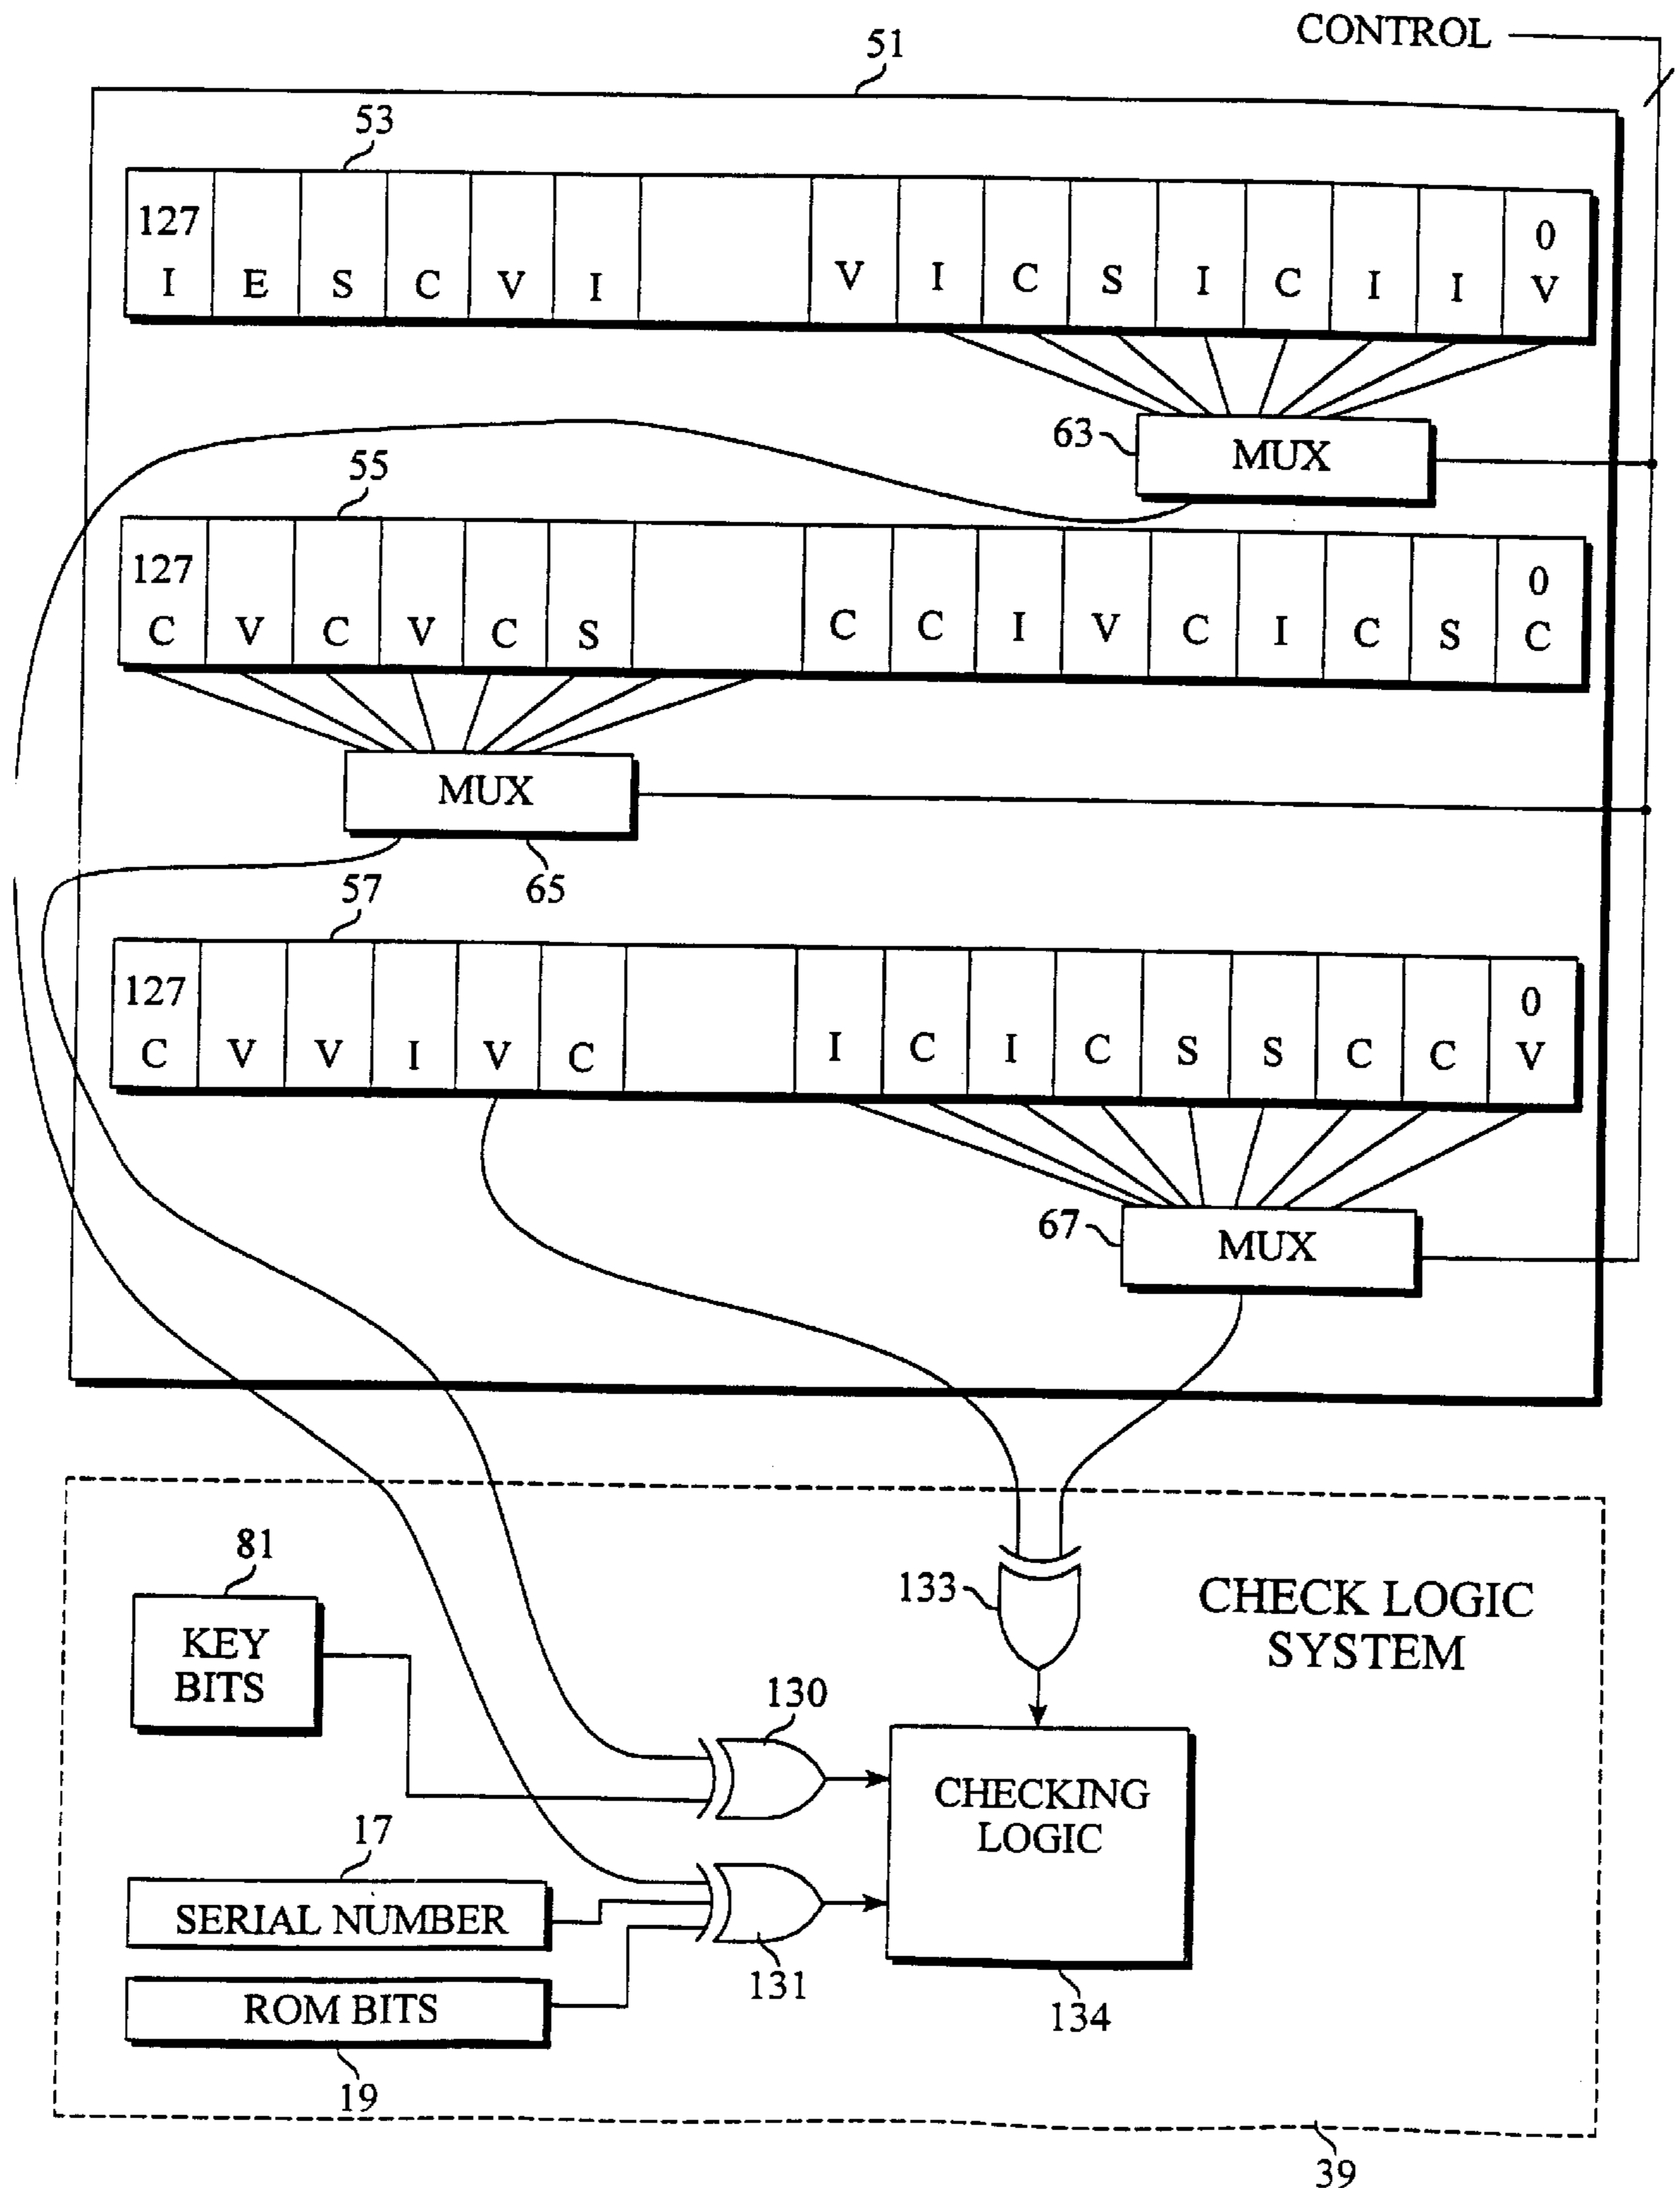 CONTROL
51
53
127 0
I E S C V I V I C S I C I I V
63 MUX
55
127 0
C V C V C S C C I V C I C S C
MUX
65
57
127 0
C V V I V C I C I C S S C C V
67 MUX
81
KEY
BITS
133
CHECK LOGIC
SYSTEM
130
CHECKING
LOGIC
17
SERIAL NUMBER
131
134
ROM BITS
19
39